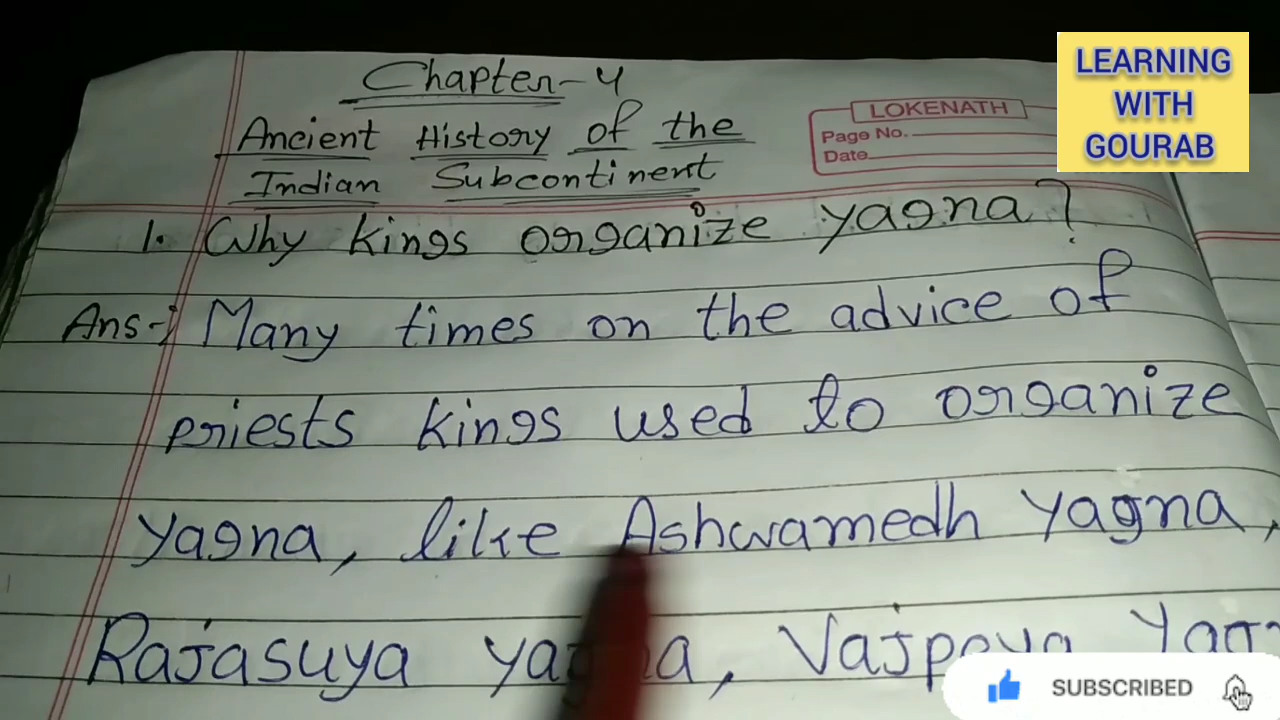 Chapter-4
Ancient History of the
Indian Subcontinent
LOKENATH
Page No.
Date
LEARNING
WITH
GOURAB
1. Why kings organize yagna?
Ans-; Many times on the advice of
priests kings used to organize
yagna, like Ashwamedh Yagna,
Rajasuya yagna, Vajpeya
SUBSCRIBED